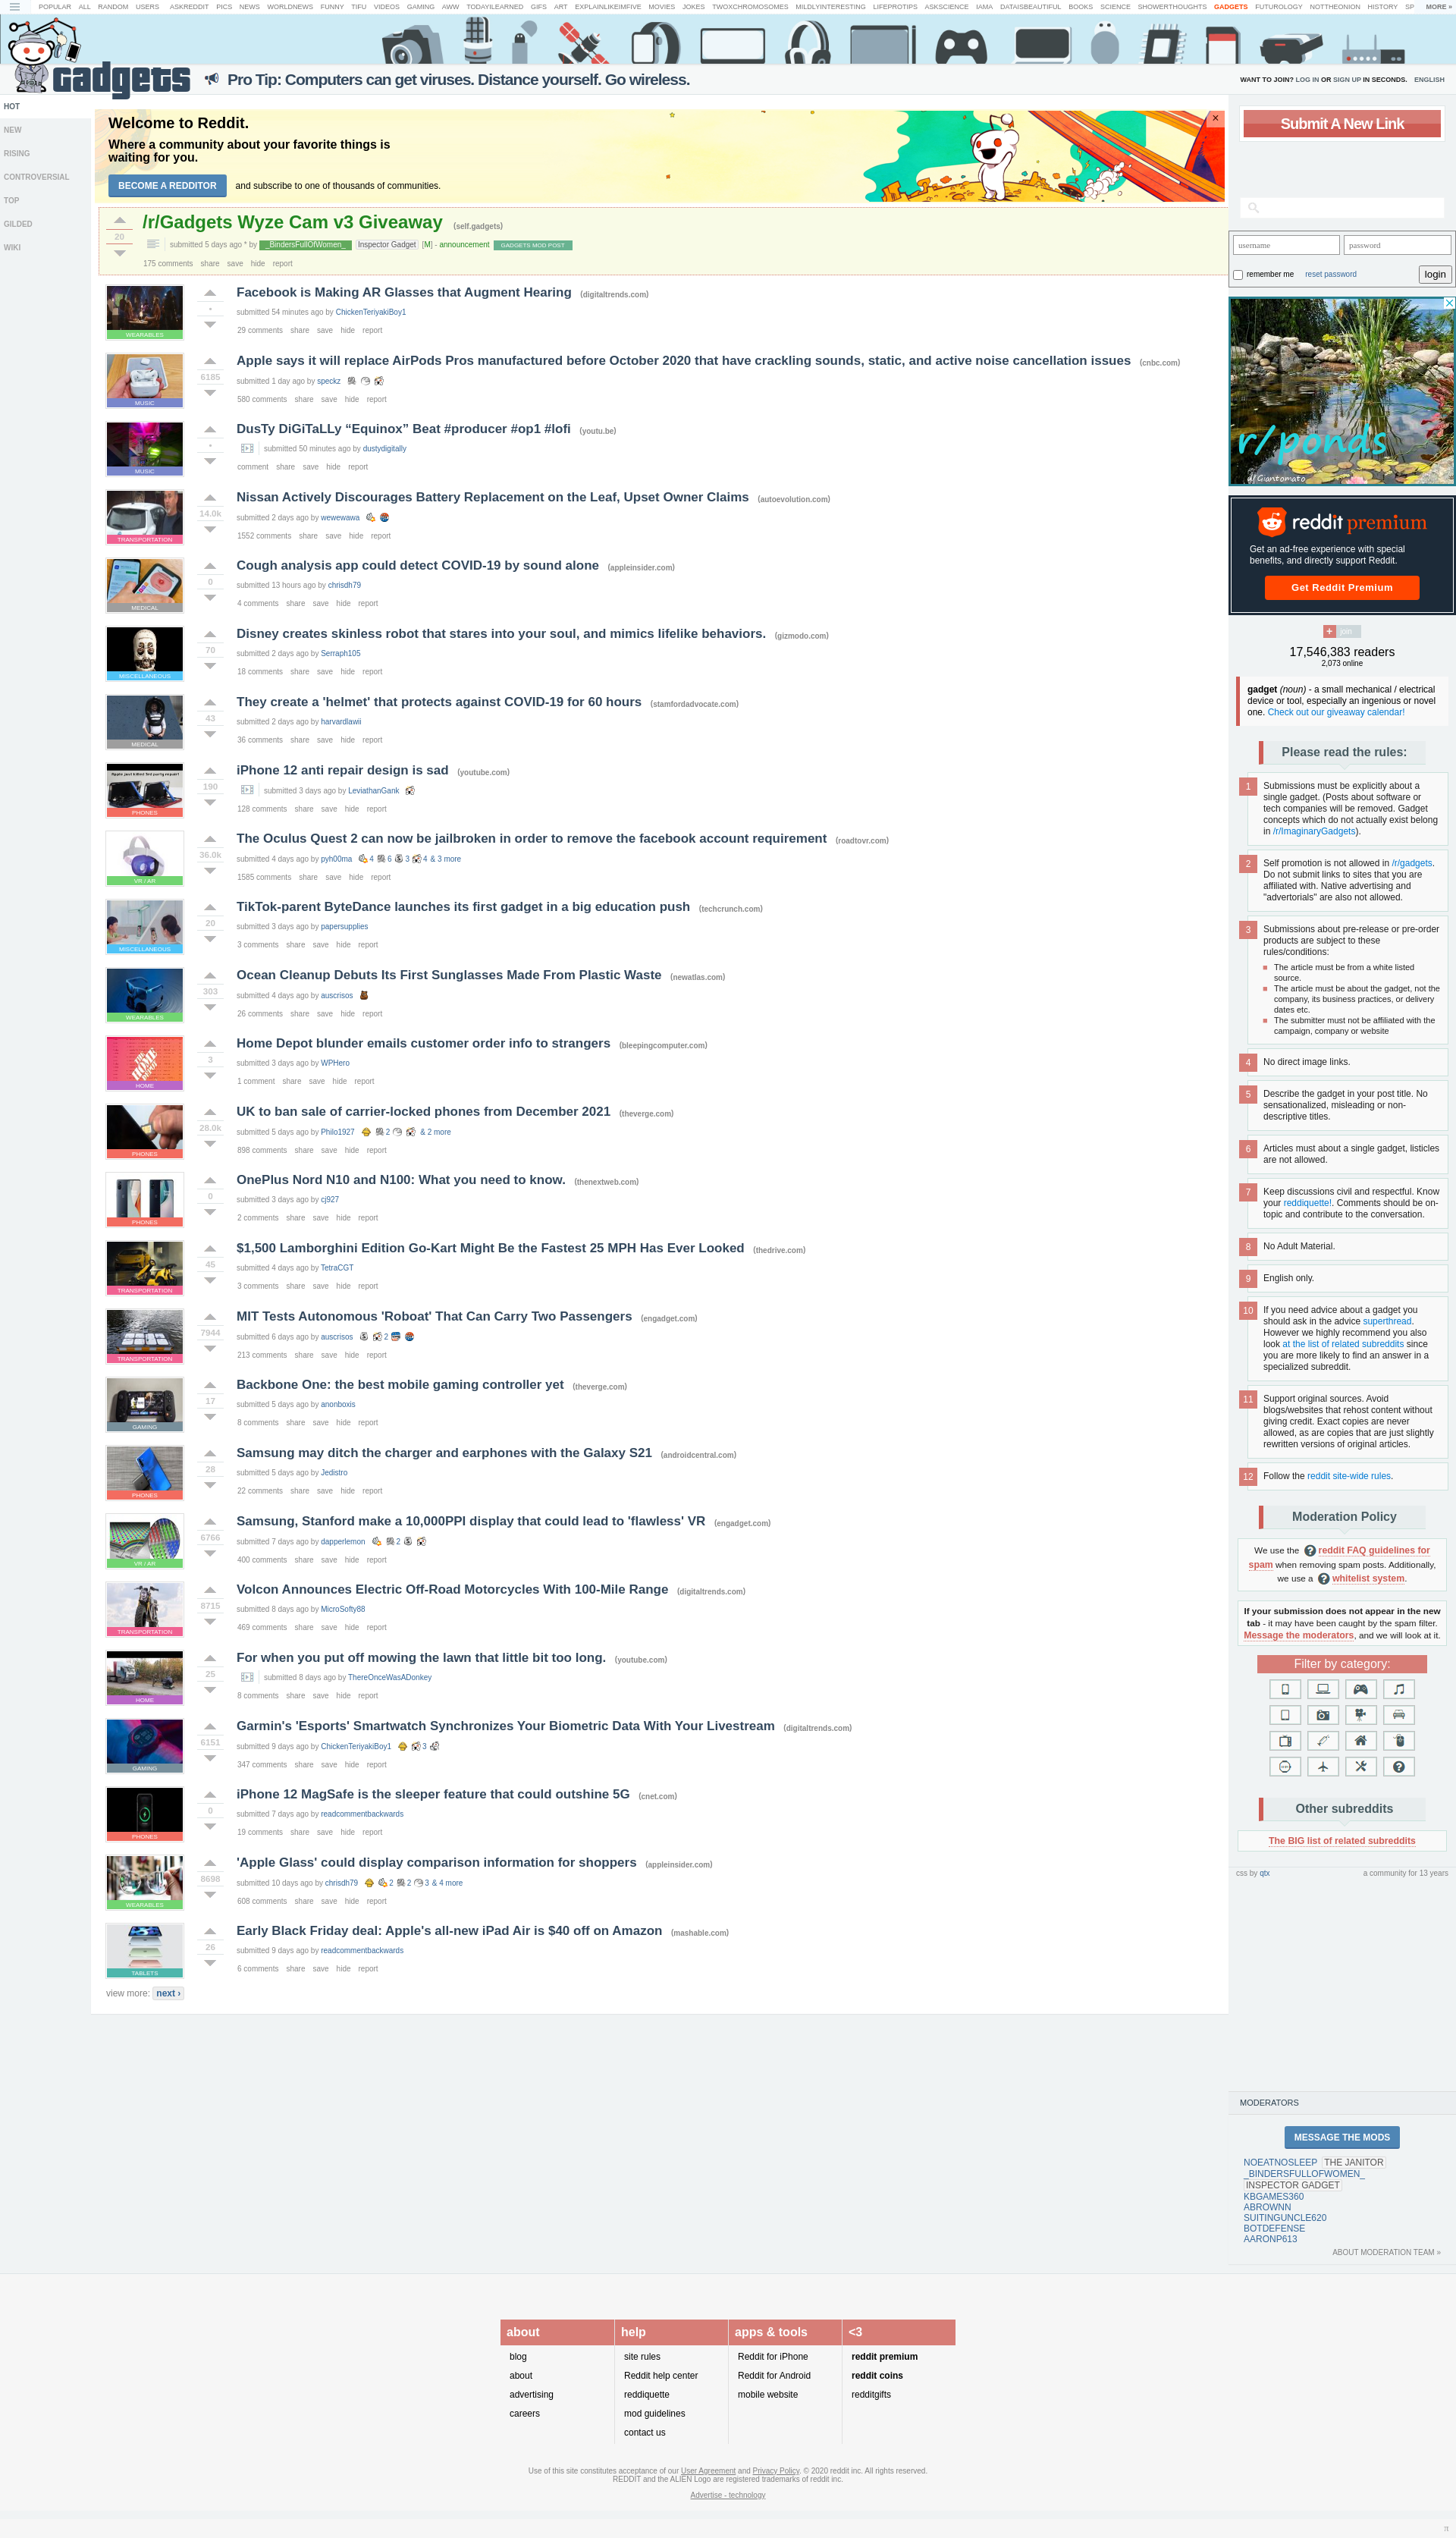 POPULAR ALL RANDOM USERS ASKREDDIT PICS NEWS WORLDNEWS FUNNY TIFU VIDEOS GAMING AWW TODAYILEARNED GIFS ART EXPLAINLIKEIMFIVE MOVIES JOKES TWOXCHROMOSOMES MILDLYINTERESTING LIFEPROTIPS ASKSCIENCE IAMA DATAISBEAUTIFUL BOOKS SCIENCE SHOWERTHOUGHTS GADGETS FUTUROLOGY NOTTHEONION HISTORY SP MORE »
Gadgets
Pro Tip: Computers can get viruses. Distance yourself. Go wireless.
WANT TO JOIN? LOG IN OR SIGN UP IN SECONDS. ENGLISH
HOT
NEW
RISING
CONTROVERSIAL
TOP
GILDED
WIKI
Welcome to Reddit.
Where a community about your favorite things is
waiting for you.
BECOME A REDDITOR and subscribe to one of thousands of communities.
×
/r/Gadgets Wyze Cam v3 Giveaway (self.gadgets)
20
submitted 5 days ago * by _BindersFullOfWomen_ Inspector Gadget [M] - announcement GADGETS MOD POST
175 comments share save hide report
Facebook is Making AR Glasses that Augment Hearing (digitaltrends.com)
•
submitted 54 minutes ago by ChickenTeriyakiBoy1
29 comments share save hide report
WEARABLES
Apple says it will replace AirPods Pros manufactured before October 2020 that have crackling sounds, static, and active noise cancellation issues (cnbc.com)
6185
submitted 1 day ago by speckz
580 comments share save hide report
MUSIC
DusTy DiGiTaLLy “Equinox” Beat #producer #op1 #lofi (youtu.be)
•
submitted 50 minutes ago by dustydigitally
comment share save hide report
MUSIC
Nissan Actively Discourages Battery Replacement on the Leaf, Upset Owner Claims (autoevolution.com)
14.0k
submitted 2 days ago by wewewawa
1552 comments share save hide report
TRANSPORTATION
Cough analysis app could detect COVID-19 by sound alone (appleinsider.com)
0
submitted 13 hours ago by chrisdh79
4 comments share save hide report
MEDICAL
Disney creates skinless robot that stares into your soul, and mimics lifelike behaviors. (gizmodo.com)
70
submitted 2 days ago by Serraph105
18 comments share save hide report
MISCELLANEOUS
They create a 'helmet' that protects against COVID-19 for 60 hours (stamfordadvocate.com)
43
submitted 2 days ago by harvardlawii
36 comments share save hide report
MEDICAL
iPhone 12 anti repair design is sad (youtube.com)
190
submitted 3 days ago by LeviathanGank
128 comments share save hide report
PHONES
The Oculus Quest 2 can now be jailbroken in order to remove the facebook account requirement (roadtovr.com)
36.0k
submitted 4 days ago by pyh00ma 4 6 3 4 & 3 more
1585 comments share save hide report
VR / AR
TikTok-parent ByteDance launches its first gadget in a big education push (techcrunch.com)
20
submitted 3 days ago by papersupplies
3 comments share save hide report
MISCELLANEOUS
Ocean Cleanup Debuts Its First Sunglasses Made From Plastic Waste (newatlas.com)
303
submitted 4 days ago by auscrisos
26 comments share save hide report
WEARABLES
Home Depot blunder emails customer order info to strangers (bleepingcomputer.com)
3
submitted 3 days ago by WPHero
1 comment share save hide report
HOME
UK to ban sale of carrier-locked phones from December 2021 (theverge.com)
28.0k
submitted 5 days ago by Philo1927 2 & 2 more
898 comments share save hide report
PHONES
OnePlus Nord N10 and N100: What you need to know. (thenextweb.com)
0
submitted 3 days ago by cj927
2 comments share save hide report
PHONES
$1,500 Lamborghini Edition Go-Kart Might Be the Fastest 25 MPH Has Ever Looked (thedrive.com)
45
submitted 4 days ago by TetraCGT
3 comments share save hide report
TRANSPORTATION
MIT Tests Autonomous 'Roboat' That Can Carry Two Passengers (engadget.com)
7944
submitted 6 days ago by auscrisos 2
213 comments share save hide report
TRANSPORTATION
Backbone One: the best mobile gaming controller yet (theverge.com)
17
submitted 5 days ago by anonboxis
8 comments share save hide report
GAMING
Samsung may ditch the charger and earphones with the Galaxy S21 (androidcentral.com)
28
submitted 5 days ago by Jedistro
22 comments share save hide report
PHONES
Samsung, Stanford make a 10,000PPI display that could lead to 'flawless' VR (engadget.com)
6766
submitted 7 days ago by dapperlemon 2
400 comments share save hide report
VR / AR
Volcon Announces Electric Off-Road Motorcycles With 100-Mile Range (digitaltrends.com)
8715
submitted 8 days ago by MicroSofty88
469 comments share save hide report
TRANSPORTATION
For when you put off mowing the lawn that little bit too long. (youtube.com)
25
submitted 8 days ago by ThereOnceWasADonkey
8 comments share save hide report
HOME
Garmin's 'Esports' Smartwatch Synchronizes Your Biometric Data With Your Livestream (digitaltrends.com)
6151
submitted 9 days ago by ChickenTeriyakiBoy1 3
347 comments share save hide report
GAMING
iPhone 12 MagSafe is the sleeper feature that could outshine 5G (cnet.com)
0
submitted 7 days ago by readcommentbackwards
19 comments share save hide report
PHONES
'Apple Glass' could display comparison information for shoppers (appleinsider.com)
8698
submitted 10 days ago by chrisdh79 2 2 3 & 4 more
608 comments share save hide report
WEARABLES
Early Black Friday deal: Apple's all-new iPad Air is $40 off on Amazon (mashable.com)
26
submitted 9 days ago by readcommentbackwards
6 comments share save hide report
TABLETS
view more: next ›
Submit A New Link
username password
remember me reset password login
r/ponds
u/Giantomato
reddit premium
Get an ad-free experience with special
benefits, and directly support Reddit.
Get Reddit Premium
+ join
17,546,383 readers
2,073 online
gadget (noun) - a small mechanical / electrical
device or tool, especially an ingenious or novel
one. Check out our giveaway calendar!
Please read the rules:
1 Submissions must be explicitly about a
single gadget. (Posts about software or
tech companies will be removed. Gadget
concepts which do not actually exist belong
in /r/ImaginaryGadgets).
2 Self promotion is not allowed in /r/gadgets.
Do not submit links to sites that you are
affiliated with. Native advertising and
"advertorials" are also not allowed.
3 Submissions about pre-release or pre-order
products are subject to these
rules/conditions:
The article must be from a white listed
source.
The article must be about the gadget, not the
company, its business practices, or delivery
dates etc.
The submitter must not be affiliated with the
campaign, company or website
4 No direct image links.
5 Describe the gadget in your post title. No
sensationalized, misleading or non-
descriptive titles.
6 Articles must about a single gadget, listicles
are not allowed.
7 Keep discussions civil and respectful. Know
your reddiquette!. Comments should be on-
topic and contribute to the conversation.
8 No Adult Material.
9 English only.
10 If you need advice about a gadget you
should ask in the advice superthread.
However we highly recommend you also
look at the list of related subreddits since
you are more likely to find an answer in a
specialized subreddit.
11 Support original sources. Avoid
blogs/websites that rehost content without
giving credit. Exact copies are never
allowed, as are copies that are just slightly
rewritten versions of original articles.
12 Follow the reddit site-wide rules.
Moderation Policy
We use the ? reddit FAQ guidelines for
spam when removing spam posts. Additionally,
we use a ? whitelist system.
If your submission does not appear in the new
tab - it may have been caught by the spam filter.
Message the moderators, and we will look at it.
Filter by category:
Other subreddits
The BIG list of related subreddits
css by qtx a community for 13 years
MODERATORS
MESSAGE THE MODS
NOEATNOSLEEP THE JANITOR
_BINDERSFULLOFWOMEN_
INSPECTOR GADGET
KBGAMES360
ABROWNN
SUITINGUNCLE620
BOTDEFENSE
AARONP613
ABOUT MODERATION TEAM »
about
blog
about
advertising
careers
help
site rules
Reddit help center
reddiquette
mod guidelines
contact us
apps & tools
Reddit for iPhone
Reddit for Android
mobile website
<3
reddit premium
reddit coins
redditgifts
Use of this site constitutes acceptance of our User Agreement and Privacy Policy. © 2020 reddit inc. All rights reserved.
REDDIT and the ALIEN Logo are registered trademarks of reddit inc.
Advertise - technology
π